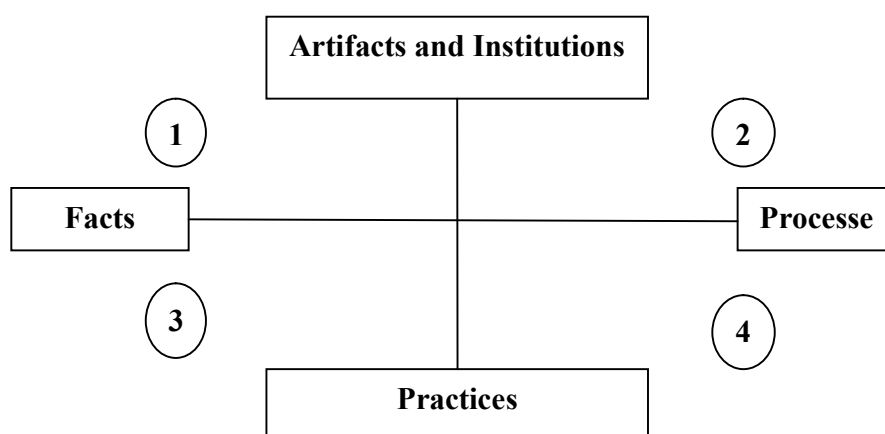 Artifacts and Institutions
1
2
Facts
Processe
3
4
Practices